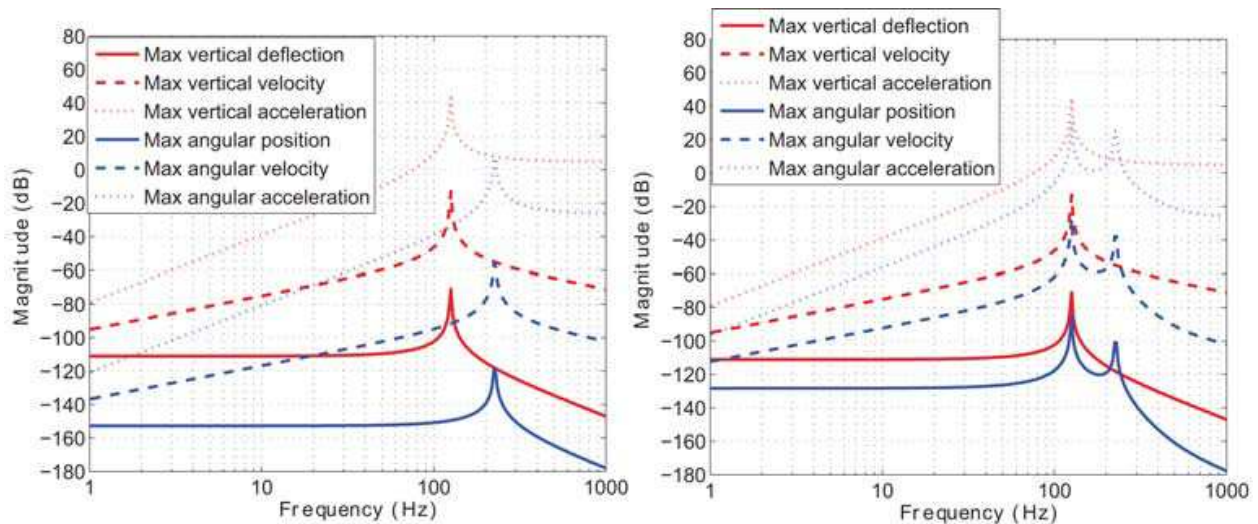 80
60
40
20
0
−20
−40
−60
−80
−100
−120
−140
−160
−180
Magnitude (dB)
Max vertical deflection
Max vertical velocity
Max vertical acceleration
Max angular position
Max angular velocity
Max angular acceleration
1 10 100 1000
Frequency (Hz)
80
60
40
20
0
−20
−40
−60
−80
−100
−120
−140
−160
−180
Magnitude (dB)
Max vertical deflection
Max vertical velocity
Max vertical acceleration
Max angular position
Max angular velocity
Max angular acceleration
1 10 100 1000
Frequency (Hz)